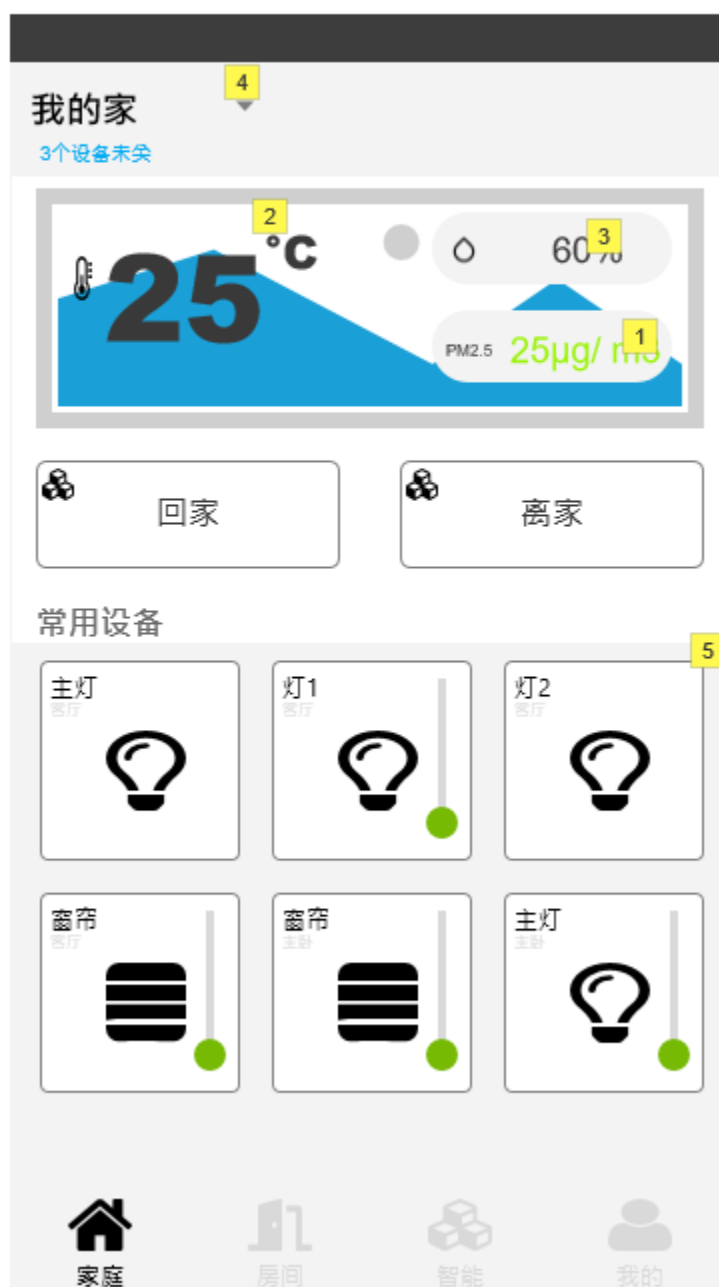 4
我的家
3个设备未关
2
25
°C
3
60%
1
PM2.5
25μg/ m3
回家
离家
常用设备
5
主灯
客厅
灯1
客厅
灯2
客厅
窗帘
客厅
窗帘
主卧
主灯
主卧
家庭
房间
智能
我的